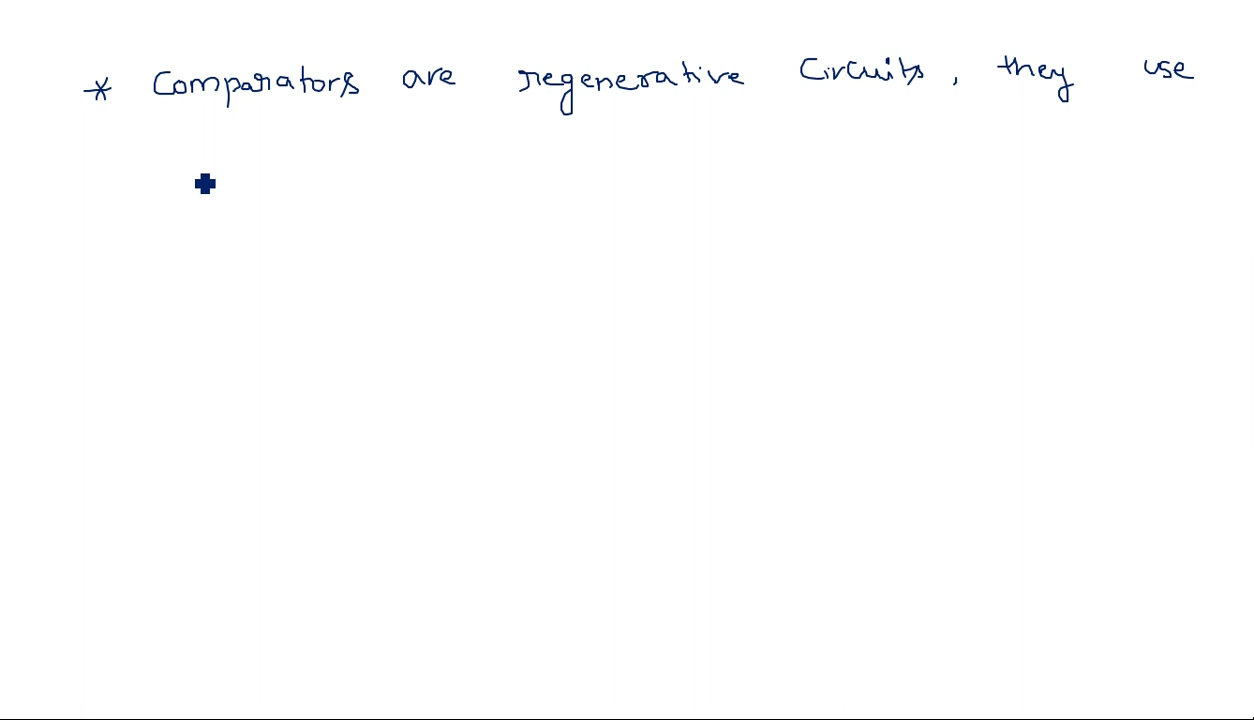 * Comparators are regenerative Circuits, they use